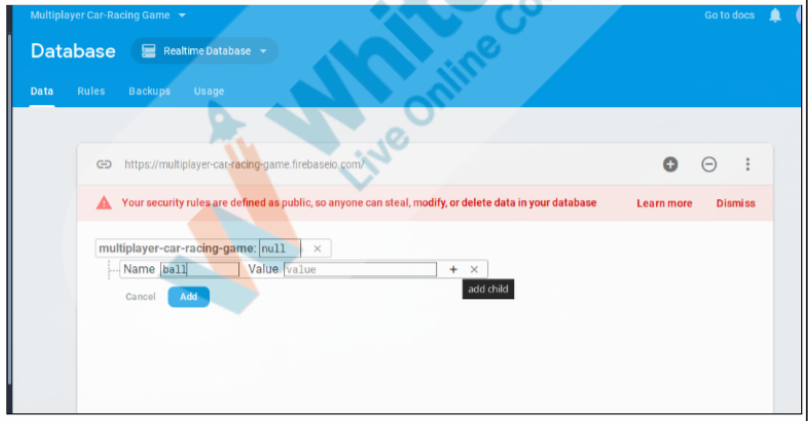 Multiplayer Car-Racing Game
Go to docs
Database
Realtime Database
Data Rules Backups Usage
https://multiplayer-car-racing-game.firebaseio.com/
Your security rules are defined as public, so anyone can steal, modify, or delete data in your database Learn more Dismiss
multiplayer-car-racing-game: null ×
Name ball Value value + ×
add child
Cancel Add
Live Online Co